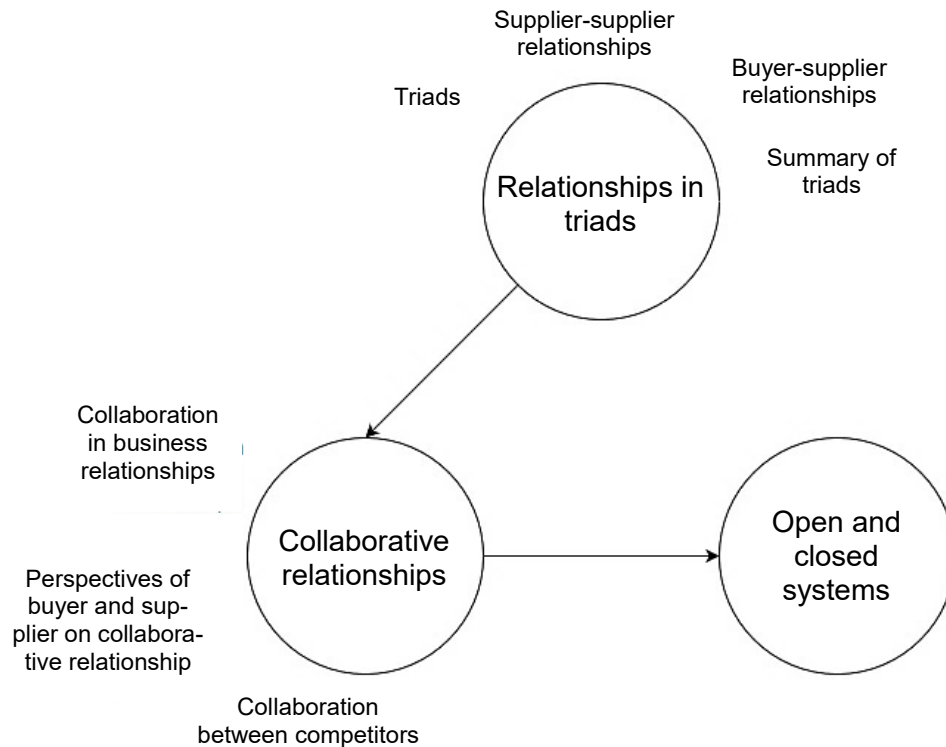 Supplier-supplier
relationships
Buyer-supplier
relationships
Triads
Summary of
triads
Relationships in
triads
Collaboration
in business
relationships
Collaborative
relationships
Open and
closed
systems
Perspectives of
buyer and sup-
plier on collabora-
tive relationship
Collaboration
between competitors